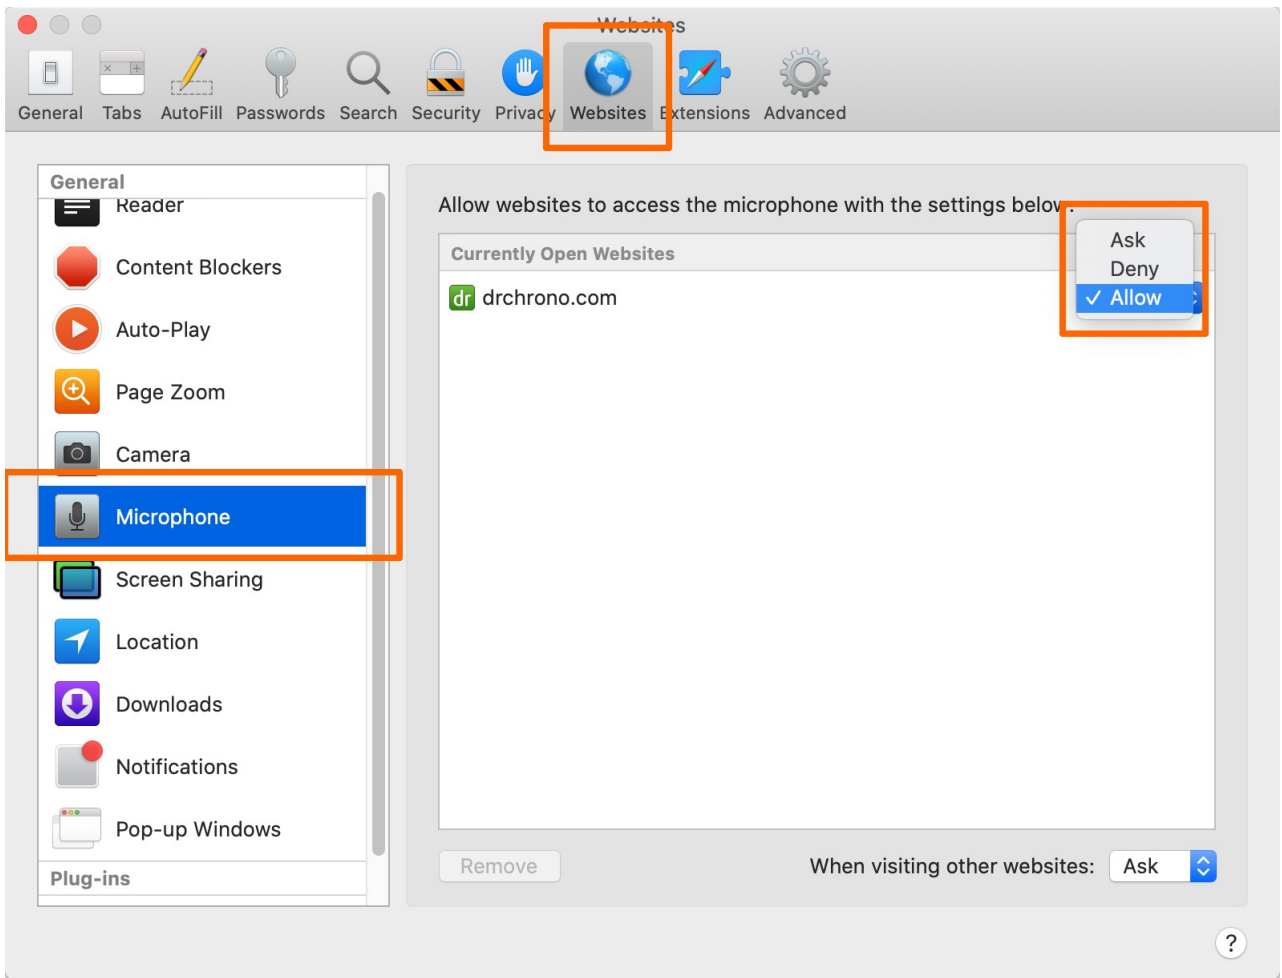 Websites
General Tabs AutoFill Passwords Search Security Privacy Websites Extensions Advanced
General
Reader
Content Blockers
Auto-Play
Page Zoom
Camera
Microphone
Screen Sharing
Location
Downloads
Notifications
Pop-up Windows
Plug-ins
Allow websites to access the microphone with the settings below:
Currently Open Websites
dr drchrono.com
Ask
Deny
✓ Allow
Remove
When visiting other websites: Ask
?